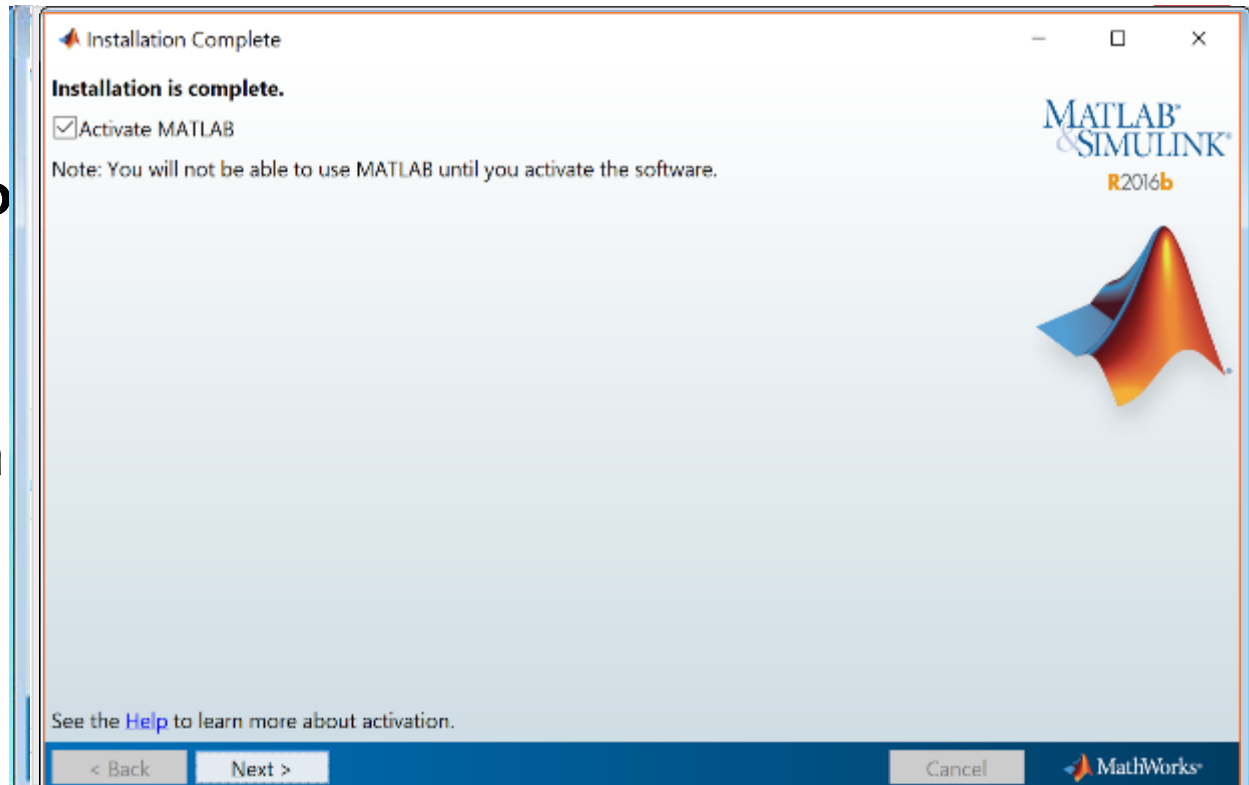 Installation Complete
Installation is complete.
Activate MATLAB
Note: You will not be able to use MATLAB until you activate the software.
MATLAB®
&SIMULINK®
R2016b
See the Help to learn more about activation.
< Back Next > Cancel MathWorks®